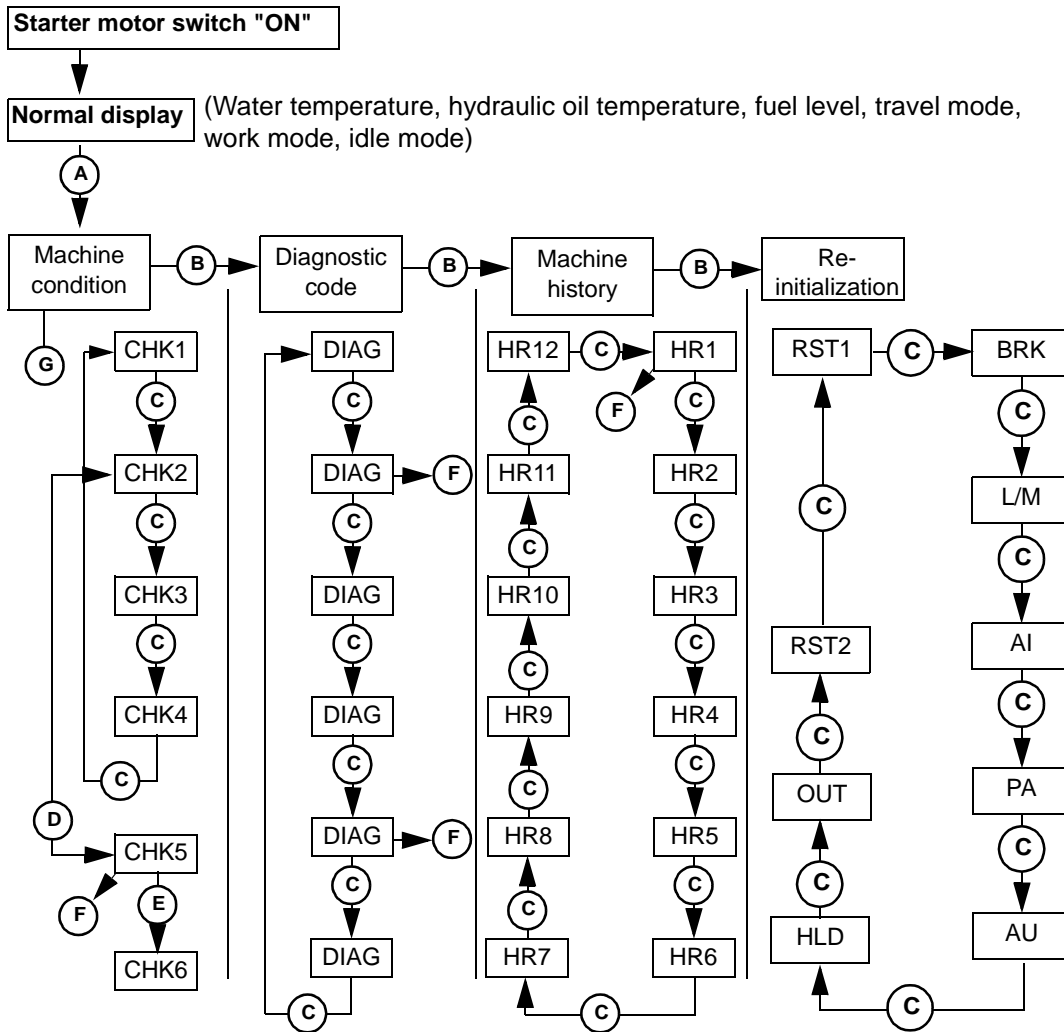 Starter motor switch "ON"
Normal display
(Water temperature, hydraulic oil temperature, fuel level, travel mode,
work mode, idle mode)
A
Machine
condition
B
Diagnostic
code
B
Machine
history
B
Re-
initialization
G
CHK1
C
CHK2
C
CHK3
C
CHK4
C
D
CHK5
F
E
CHK6
DIAG
C
DIAG
F
C
DIAG
C
DIAG
C
DIAG
F
C
DIAG
C
HR12
C
HR1
F
C
C
HR11
HR2
C
C
HR10
HR3
C
C
HR9
HR4
C
C
HR8
HR5
C
C
HR7
HR6
C
RST1
C
BRK
C
L/M
C
C
AI
RST2
C
C
OUT
PA
C
C
HLD
AU
C